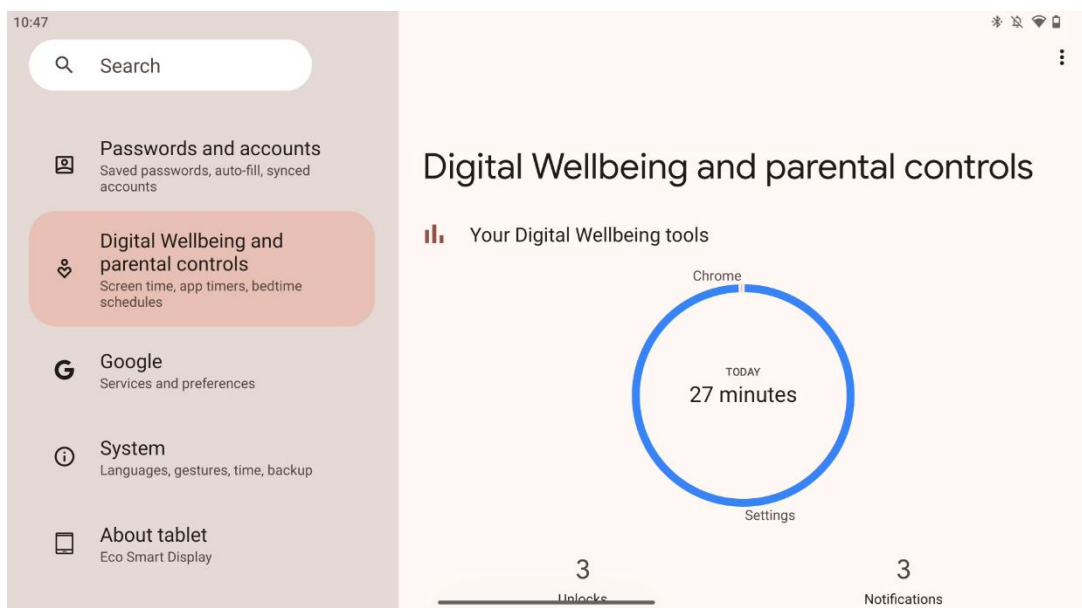 10:47
Search
Passwords and accounts
Saved passwords, auto-fill, synced
accounts
Digital Wellbeing and
parental controls
Screen time, app timers, bedtime
schedules
Google
Services and preferences
System
Languages, gestures, time, backup
About tablet
Eco Smart Display
Digital Wellbeing and parental controls
Your Digital Wellbeing tools
Chrome
TODAY
27 minutes
Settings
3
Unlocks
3
Notifications